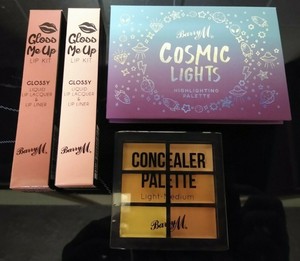 Gloss
Me Up
LIP KIT
GLOSSY
LIQUID
LIP LACQUER
&
LIP LINER
Barry M.
Gloss
Me Up
LIP KIT
GLOSSY
LIQUID
LIP LACQUER
&
LIP LINER
Barry M.
Barry M.
COSMIC
LIGHTS
HIGHLIGHTING
PALETTE
CONCEALER
PALETTE
Light-Medium
Barry M.